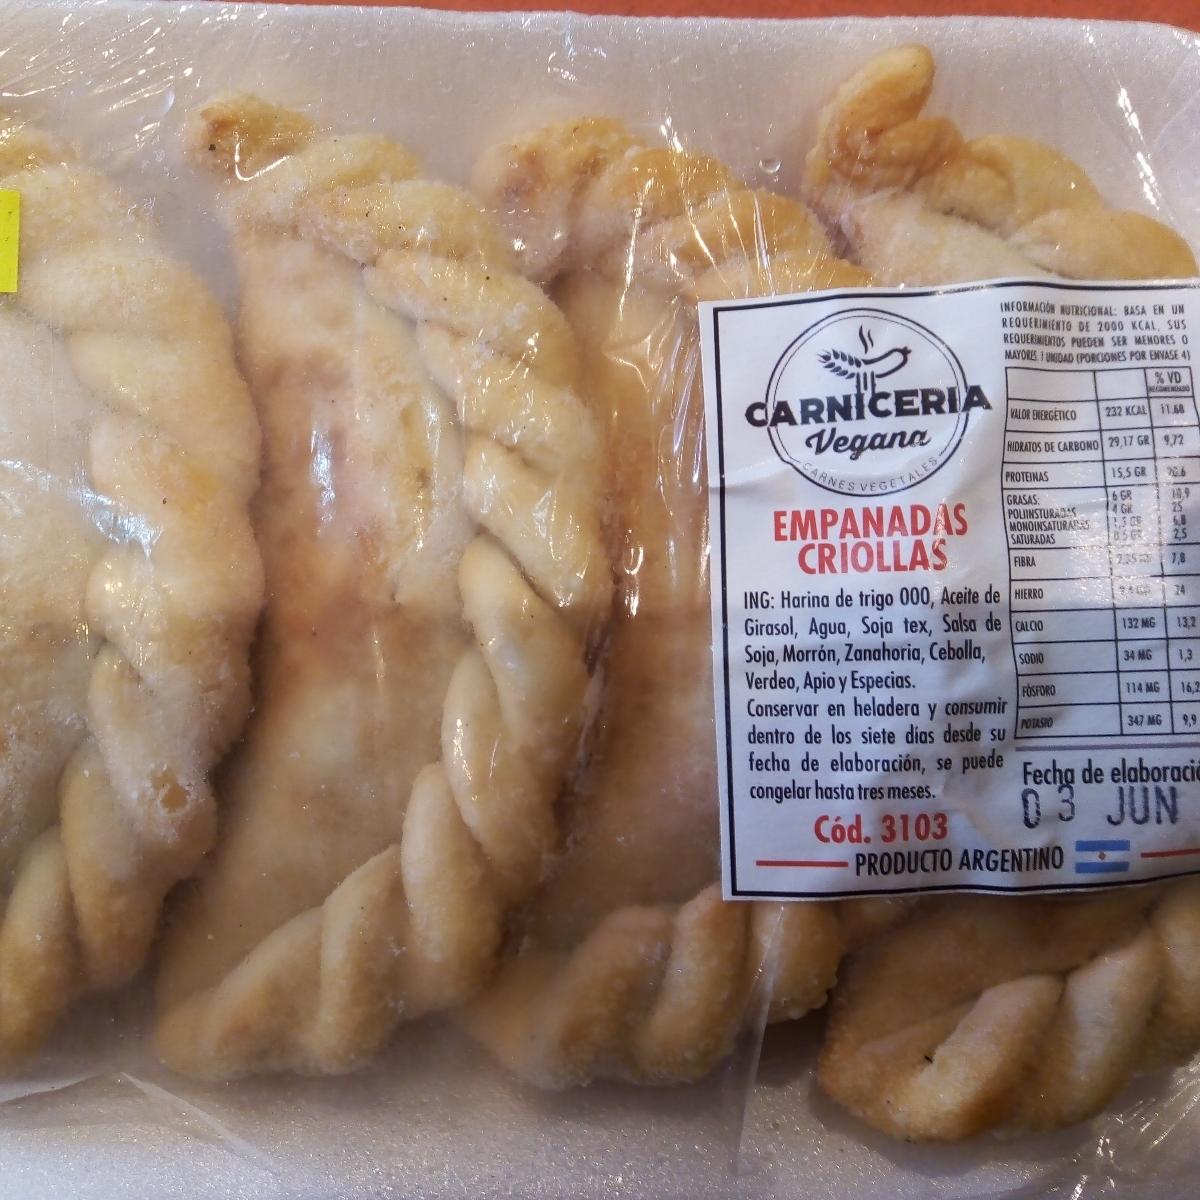 CARNICERIA
Vegana
CARNES VEGETALES
EMPANADAS
CRIOLLAS
ING: Harina de trigo 000, Aceite de
Girasol, Agua, Soja tex, Salsa de
Soja, Morrón, Zanahoria, Cebolla,
Verdeo, Apio y Especias.
Conservar en heladera y consumir
dentro de los siete días desde su
fecha de elaboración, se puede
congelar hasta tres meses.
Cód. 3103
INFORMACIÓN NUTRICIONAL: BASA EN UN
REQUERIMIENTO DE 2000 KCAL, SUS
REQUERIMIENTOS PUEDEN SER MENORES O
MAYORES. 1 UNIDAD (PORCIONES POR ENVASE 4)
% VD
VALOR ENERGÉTICO 232 KCAL 11.68
HIDRATOS DE CARBONO 29,17 GR 9,72
PROTEINAS 15,5 GR 20.6
GRASAS: 6 GR 10,9
POLIINSTURADAS 4 GR 25
MONOINSATURADAS 1,5 GR 6,8
SATURADAS 0.5 GR 2,5
FIBRA 7,8
HIERRO 24
CALCIO 132 MG 13,2
SODIO 34 MG 1,3
FÓSFORO 114 MG 16,2
POTASIO 347 MG 9,9
Fecha de elaboració
03 JUN
PRODUCTO ARGENTINO